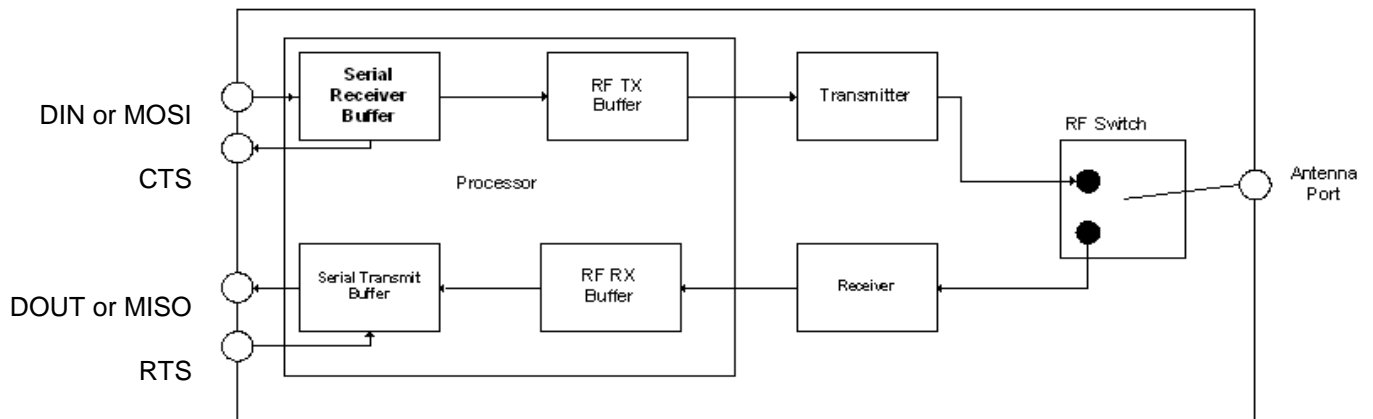 Serial
Receiver
Buffer
RF TX
Buffer
Transmitter
DIN or MOSI
RF Switch
CTS
Processor
Antenna
Port
Serial Transmit
Buffer
RF RX
Buffer
Receiver
DOUT or MISO
RTS